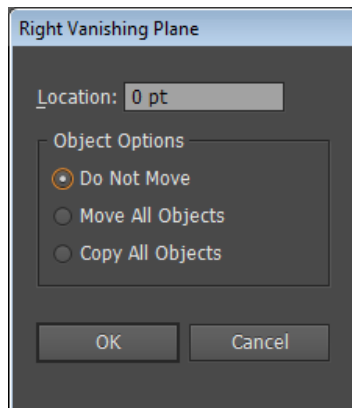 Right Vanishing Plane
Location: 0 pt
Object Options
Do Not Move
Move All Objects
Copy All Objects
OK Cancel